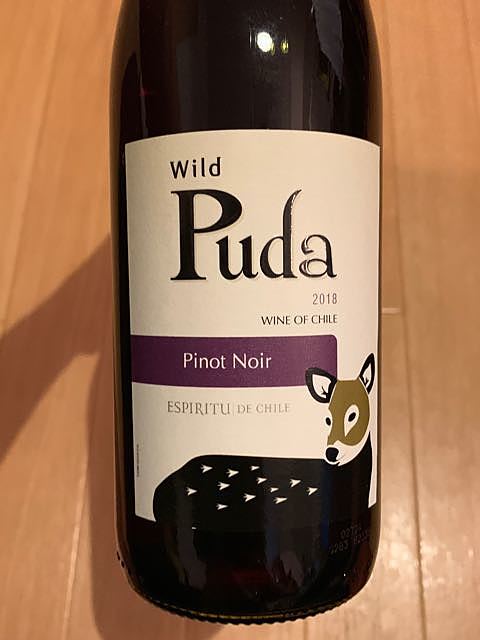 Wild
Puda
2018
WINE OF CHILE
Pinot Noir
ESPIRITU | DE CHILE